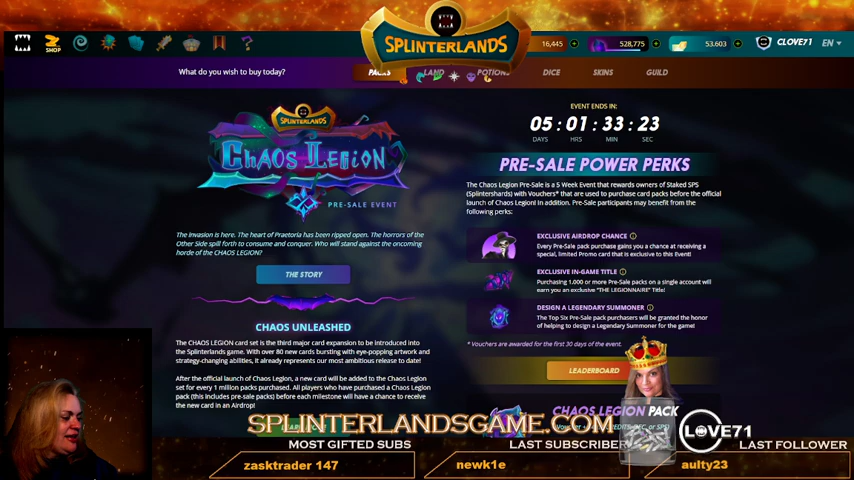 SPLINTERLANDS
SHOP
16,445
528,775
53.603
CLOVE71
EN
What do you wish to buy today?
PACKS
LAND
POTIONS
DICE
SKINS
GUILD
SPLINTERLANDS
CHAOS LEGION
PRE-SALE EVENT
The Invasion is here. The heart of Praetoria has been ripped open. The horrors of the
Other Side spill forth to consume and conquer. Who will stand against the oncoming
horde of the CHAOS LEGION?
THE STORY
CHAOS UNLEASHED
The CHAOS LEGION card set is the third major card expansion to be introduced into
the Splinterlands game. With over 80 new cards bursting with eye-popping artwork and
strategy-changing abilities, it already represents our most ambitious release to date!
After the official launch of Chaos Legion, a new card will be added to the Chaos Legion
set for every 1 million packs purchased. All players who have purchased a Chaos Legion
pack (this includes pre-sale packs) before each milestone will have a chance to receive
the new card in an Airdrop!
EVENT ENDS IN:
05 : 01 : 33 : 23
DAYS HRS MIN SEC
PRE-SALE POWER PERKS
The Chaos Legion Pre-Sale is a 5 Week Event that rewards owners of Staked SPS
(Splintershards) with Vouchers* that are used to purchase card packs before the official
launch of Chaos Legion! In addition, Pre-Sale participants may benefit from the
following perks:
EXCLUSIVE AIRDROP CHANCE
Every Pre-Sale pack purchase gains you a chance at receiving a
special, limited Promo card that is exclusive to this Event!
EXCLUSIVE IN-GAME TITLE
Purchasing 1,000 or more Pre-Sale packs on a single account will
earn you an exclusive "THE LEGIONNAIRE" Title!
DESIGN A LEGENDARY SUMMONER
The Top Six Pre-Sale pack purchasers will be granted the honor
of helping to design a Legendary Summoner for the game!
* Vouchers are awarded for the first 30 days of the event.
LEADERBOARD
CHAOS LEGION PACK
SPLINTERLANDSGAME.COM
LOVE71
MOST GIFTED SUBS
LAST SUBSCRIBER
LAST FOLLOWER
zasktrader 147
newk1e
aulty23